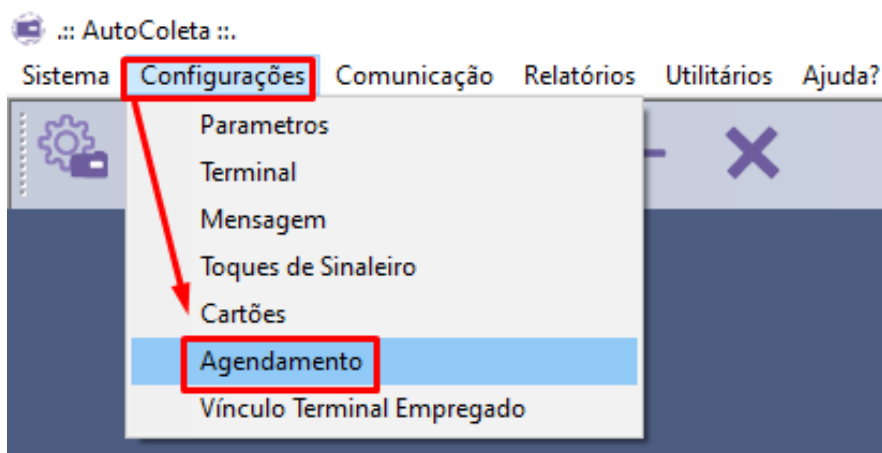 .:: AutoColeta ::.
Sistema Configurações Comunicação Relatórios Utilitários Ajuda?
Parametros
Terminal
Mensagem
Toques de Sinaleiro
Cartões
Agendamento
Vínculo Terminal Empregado